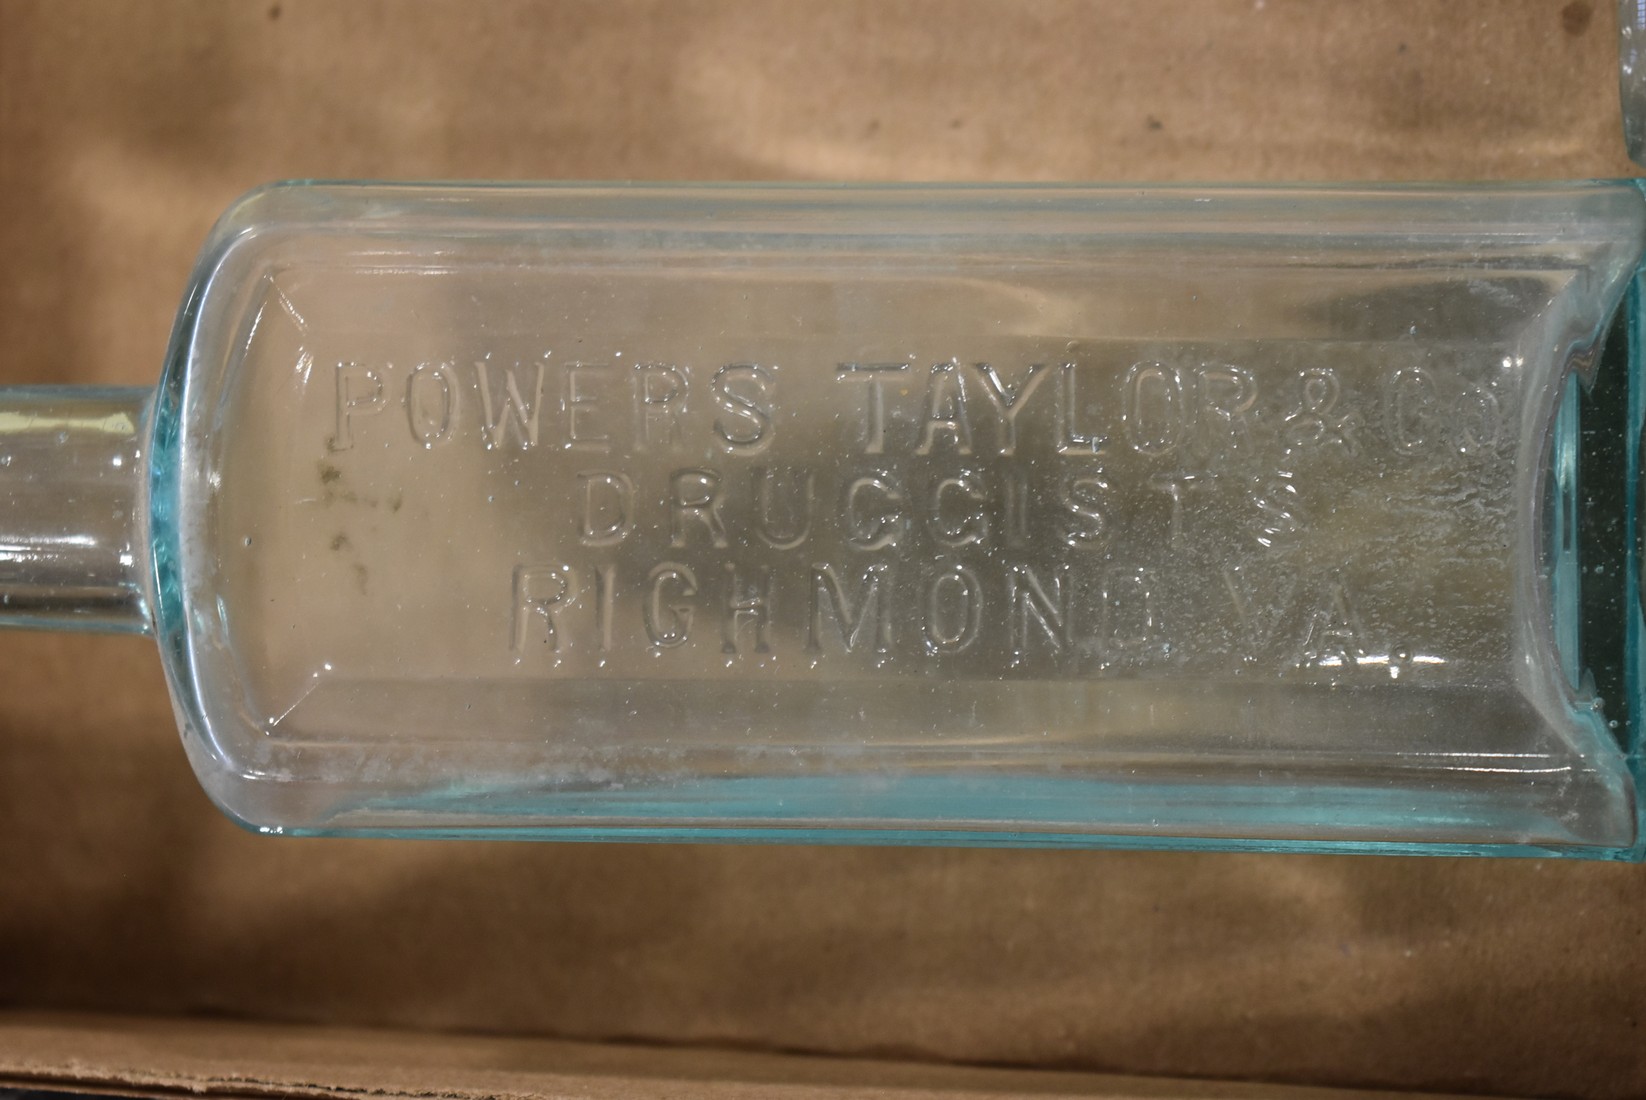 POWERS TAYLOR & Co
DRUGGISTS
RICHMOND VA.